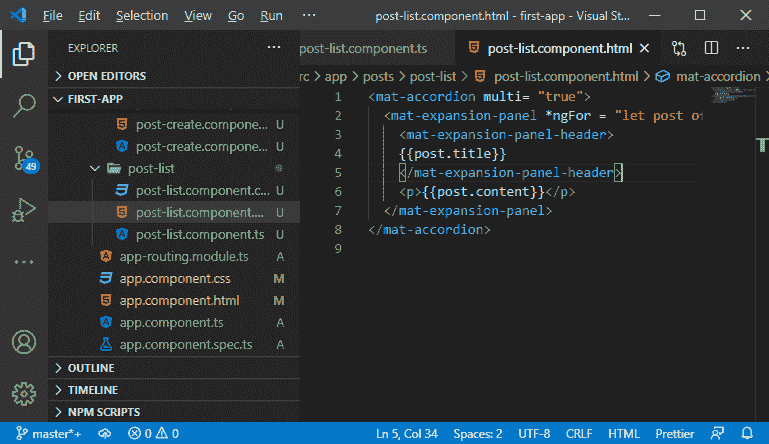 File Edit Selection View Go Run ··· post-list.component.html - first-app - Visual St...
EXPLORER ···
OPEN EDITORS
FIRST-APP
post-create.compone... U
post-create.compone... U
post-list
post-list.component.c... U
post-list.component.... U
post-list.component.ts U
app-routing.module.ts A
app.component.css M
app.component.html M
app.component.ts A
app.component.spec.ts A
OUTLINE
TIMELINE
NPM SCRIPTS
49
post-list.component.ts post-list.component.html ···
rc > app > posts > post-list > post-list.component.html > mat-accordion
1 <mat-accordion multi= "true">
2 <mat-expansion-panel *ngFor = "let post of
3 <mat-expansion-panel-header>
4 {{post.title}}
5 </mat-expansion-panel-header>
6 <p>{{post.content}}</p>
7 </mat-expansion-panel>
8 </mat-accordion>
9
master*+ 0 0 Ln 5, Col 34 Spaces: 2 UTF-8 CRLF HTML Prettier